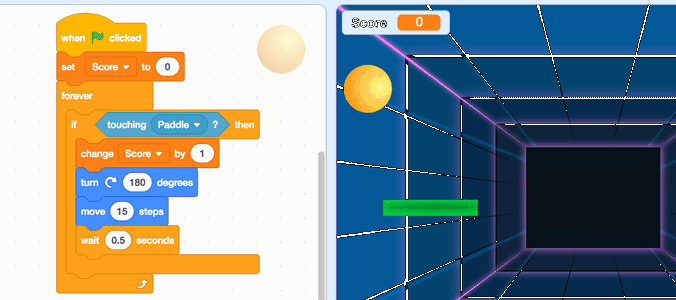 when clicked
set Score to 0
forever
if touching Paddle ? then
change Score by 1
turn 180 degrees
move 15 steps
wait 0.5 seconds
Score 0